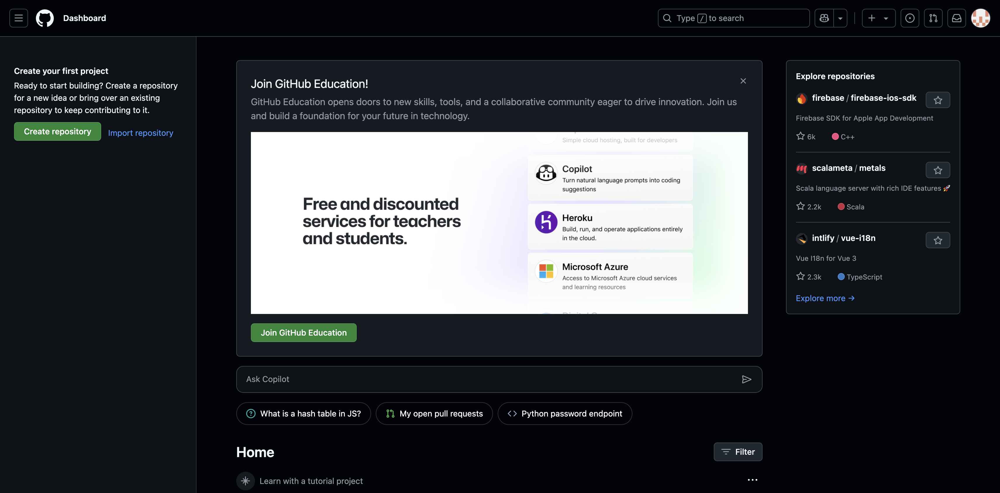 Dashboard
Type / to search
Create your first project
Ready to start building? Create a repository
for a new idea or bring over an existing
repository to keep contributing to it.
Create repository
Import repository
Join GitHub Education!
GitHub Education opens doors to new skills, tools, and a collaborative community eager to drive innovation. Join us
and build a foundation for your future in technology.
Free and discounted
services for teachers
and students.
Simple cloud hosting, built for developers
Copilot
Turn natural language prompts into coding
suggestions
Heroku
Build, run, and operate applications entirely
in the cloud.
Microsoft Azure
Access to Microsoft Azure cloud services
and learning resources
Join GitHub Education
Ask Copilot
What is a hash table in JS?
My open pull requests
Python password endpoint
Home
Filter
Learn with a tutorial project
Explore repositories
firebase / firebase-ios-sdk
Firebase SDK for Apple App Development
6k C++
scalameta / metals
Scala language server with rich IDE features 🚀
2.2k Scala
intlify / vue-i18n
Vue I18n for Vue 3
2.3k TypeScript
Explore more →